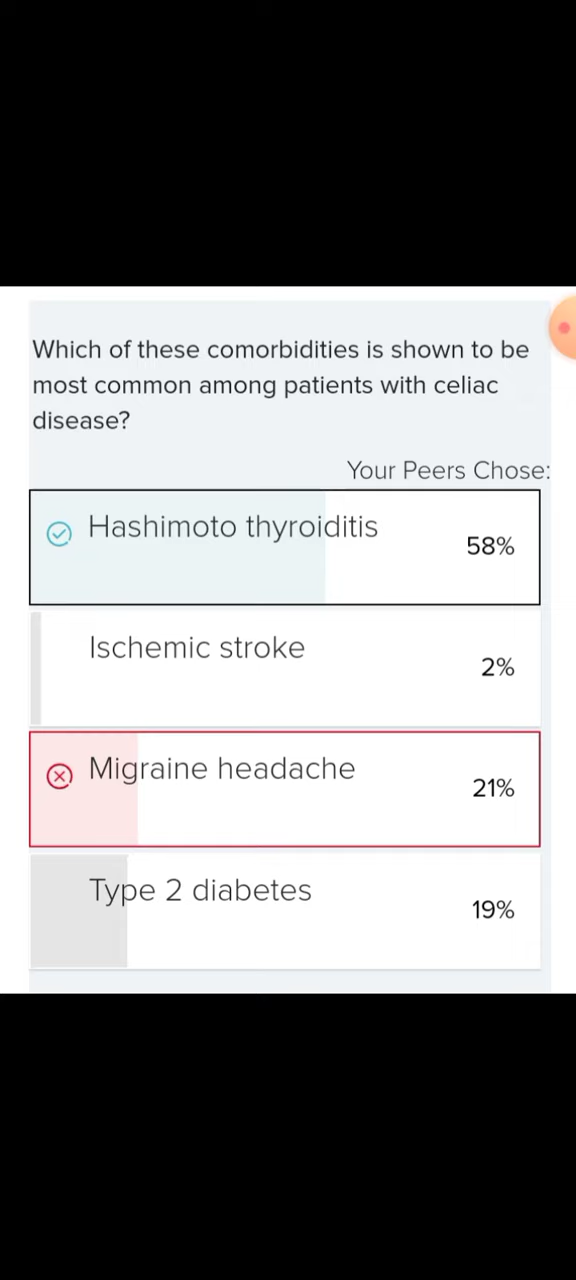 Which of these comorbidities is shown to be
most common among patients with celiac
disease?
Your Peers Chose:
Hashimoto thyroiditis
58%
Ischemic stroke
2%
Migraine headache
21%
Type 2 diabetes
19%